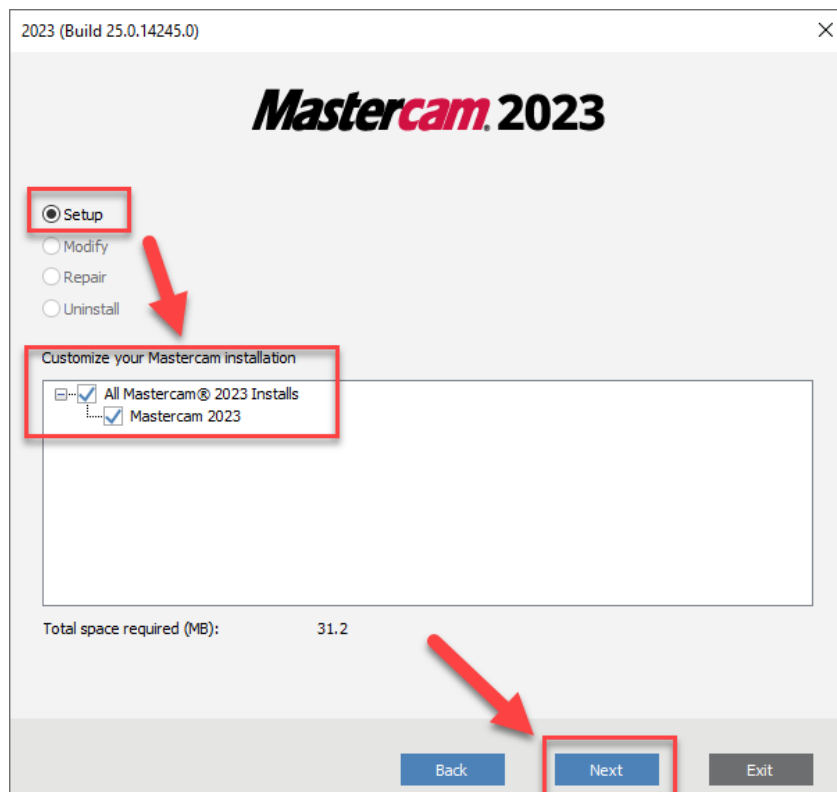 2023 (Build 25.0.14245.0)
Mastercam. 2023
Setup
Modify
Repair
Uninstall
Customize your Mastercam installation
All Mastercam® 2023 Installs
Mastercam 2023
Total space required (MB): 31.2
Back Next Exit